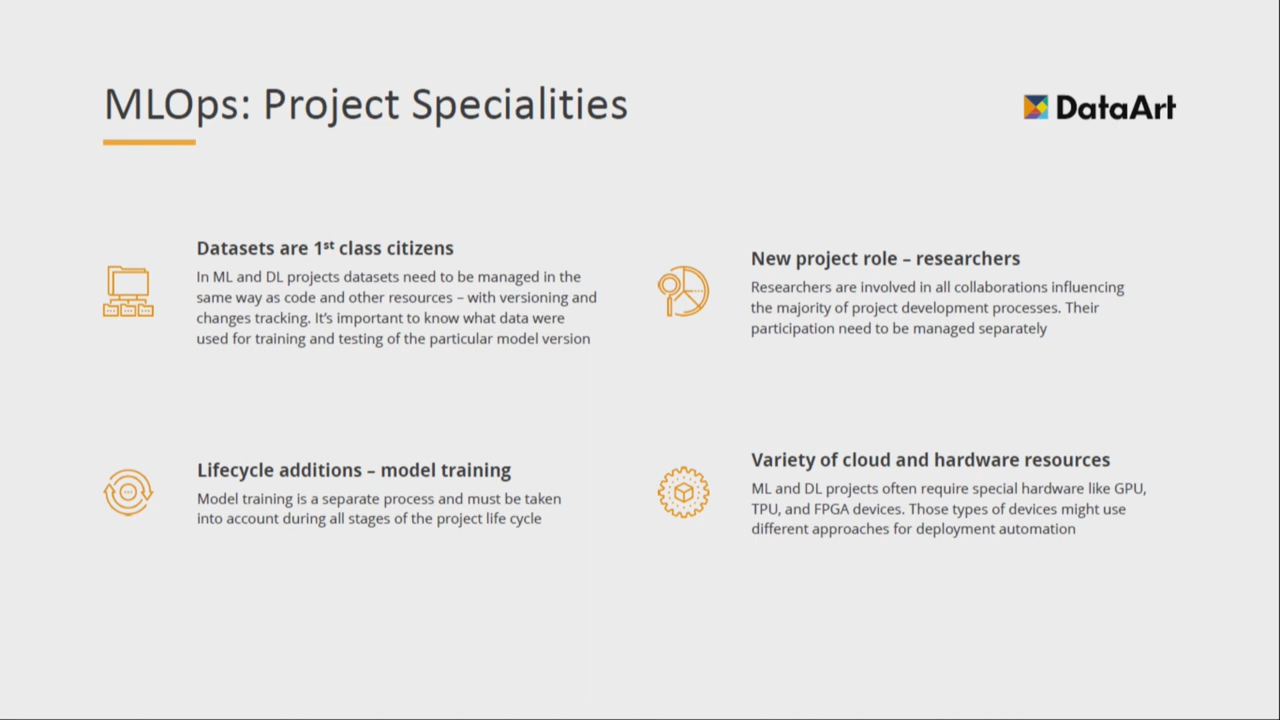 MLOps: Project Specialities
DataArt
Datasets are 1st class citizens
In ML and DL projects datasets need to be managed in the
same way as code and other resources – with versioning and
changes tracking. It's important to know what data were
used for training and testing of the particular model version
New project role – researchers
Researchers are involved in all collaborations influencing
the majority of project development processes. Their
participation need to be managed separately
Lifecycle additions – model training
Model training is a separate process and must be taken
into account during all stages of the project life cycle
Variety of cloud and hardware resources
ML and DL projects often require special hardware like GPU,
TPU, and FPGA devices. Those types of devices might use
different approaches for deployment automation